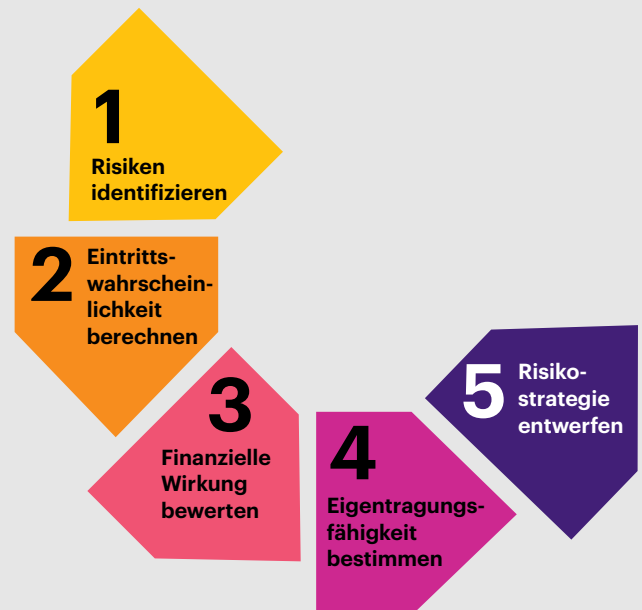 1
Risiken
identifizieren
2
Eintritts-
wahrschein-
lichkeit
berechnen
3
Finanzielle
Wirkung
bewerten
4
Eigentragungs-
fähigkeit
bestimmen
5
Risiko-
strategie
entwerfen